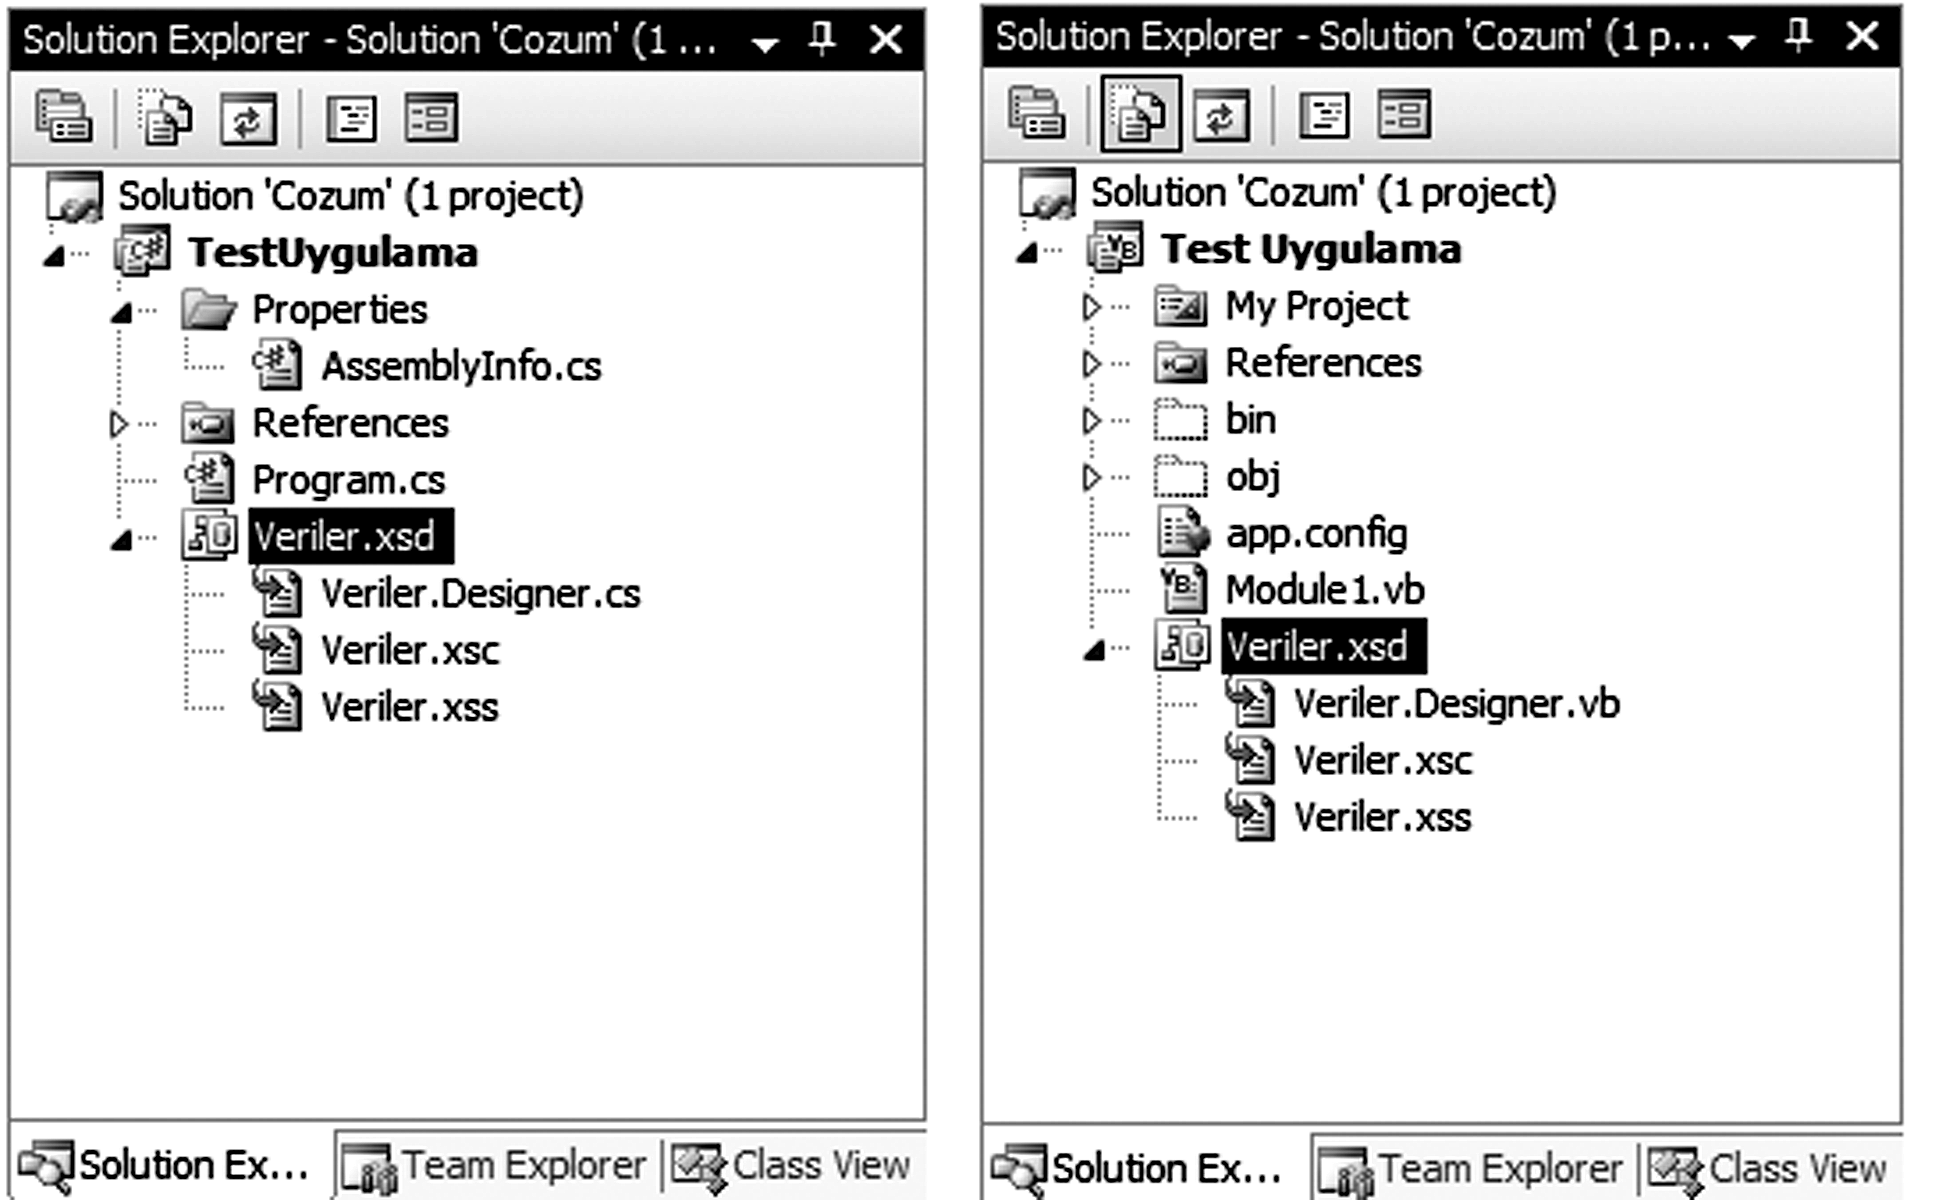 Solution Explorer - Solution 'Cozum' (1 ...
Solution 'Cozum' (1 project)
TestUygulama
Properties
AssemblyInfo.cs
References
Program.cs
Veriler.xsd
Veriler.Designer.cs
Veriler.xsc
Veriler.xss
Solution Ex...
Team Explorer
Class View
Solution Explorer - Solution 'Cozum' (1 p...
Solution 'Cozum' (1 project)
Test Uygulama
My Project
References
bin
obj
app.config
Module1.vb
Veriler.xsd
Veriler.Designer.vb
Veriler.xsc
Veriler.xss
Solution Ex...
Team Explorer
Class View